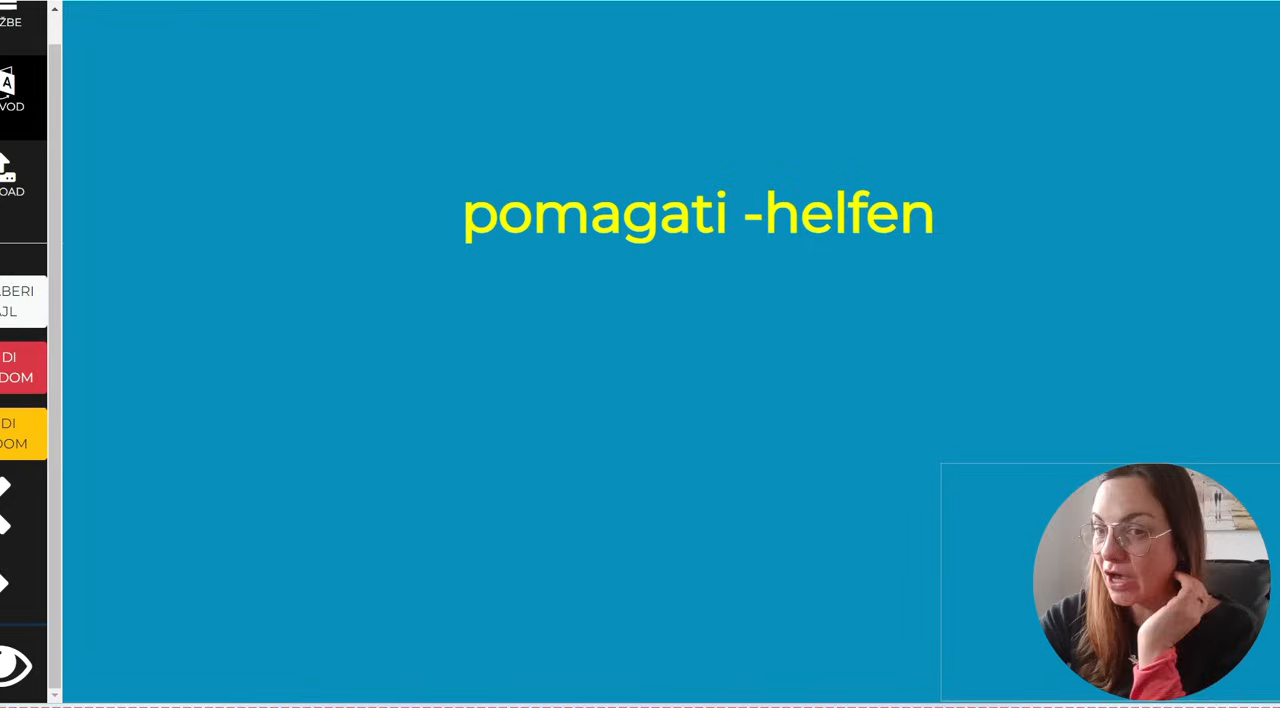 ŽBE
VOD
OAD
BERI
JL
DI
DOM
DI
DOM
pomagati -helfen